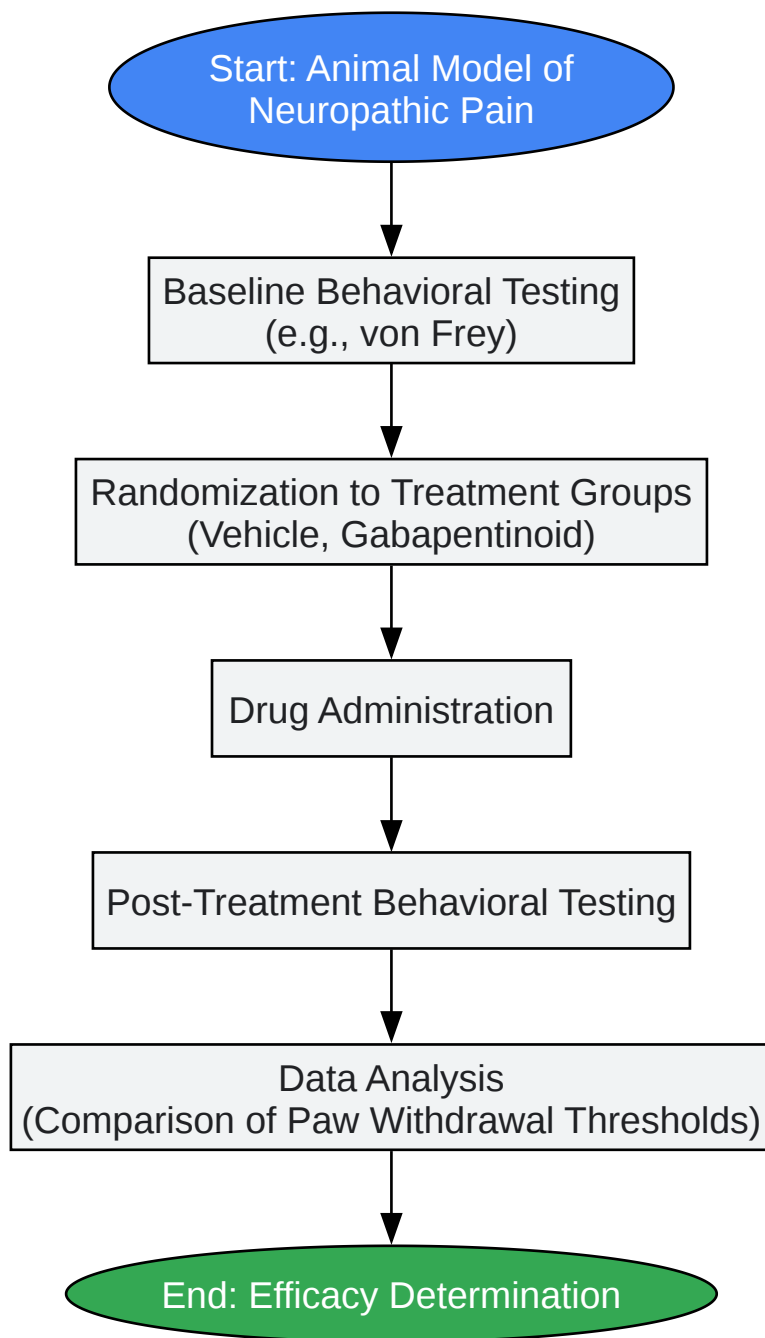 Start: Animal Model of
Neuropathic Pain
Baseline Behavioral Testing
(e.g., von Frey)
Randomization to Treatment Groups
(Vehicle, Gabapentinoid)
Drug Administration
Post-Treatment Behavioral Testing
Data Analysis
(Comparison of Paw Withdrawal Thresholds)
End: Efficacy Determination